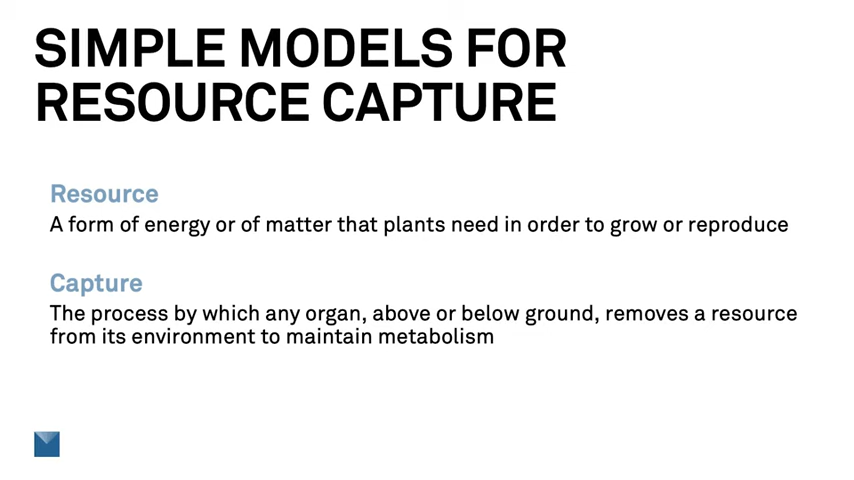 SIMPLE MODELS FOR
RESOURCE CAPTURE
Resource
A form of energy or of matter that plants need in order to grow or reproduce
Capture
The process by which any organ, above or below ground, removes a resource
from its environment to maintain metabolism